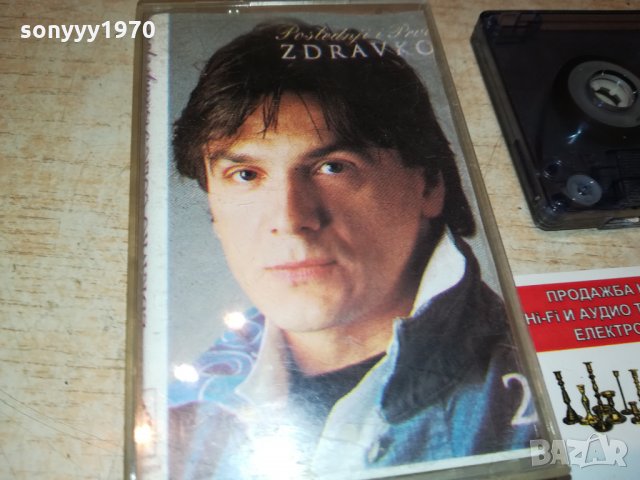 sonyyy1970
Poslednji i Prvi
ZDRAVKO
2
ПРОДАЖБА Н
Hi-Fi И АУДИО Т
ЕЛЕКТРО
BAZAR